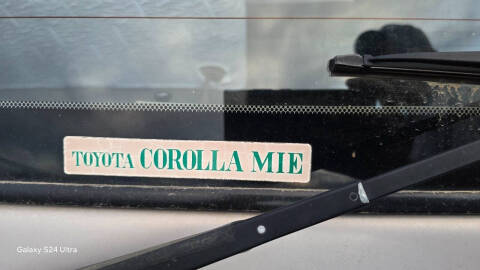 TOYOTA COROLLA MIE
Galaxy S24 Ultra